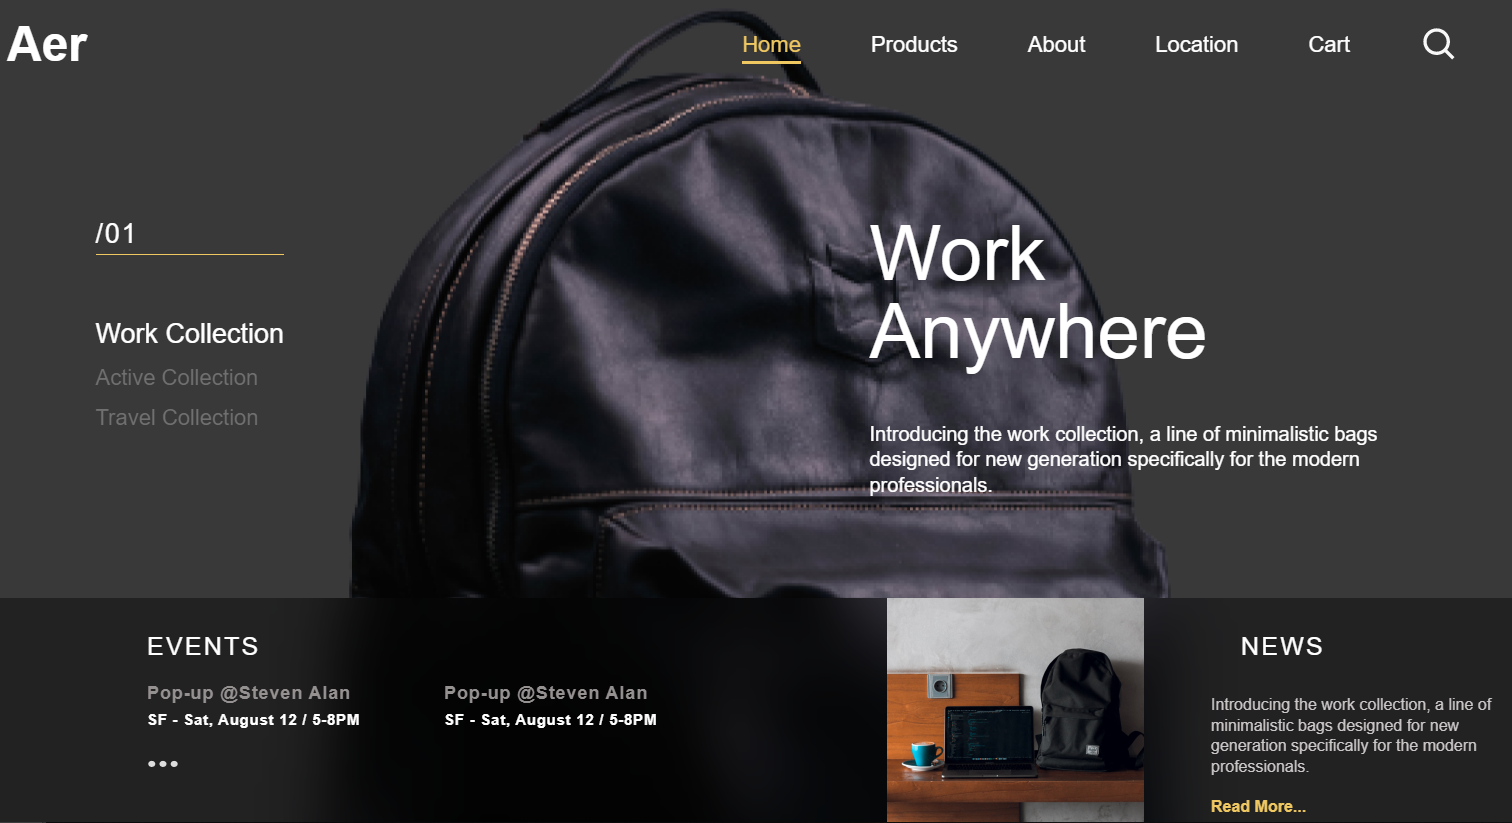 Aer
Home Products About Location Cart
/01
Work Collection
Active Collection
Travel Collection
Work
Anywhere
Introducing the work collection, a line of minimalistic bags
designed for new generation specifically for the modern
professionals.
EVENTS
Pop-up @Steven Alan
SF - Sat, August 12 / 5-8PM
Pop-up @Steven Alan
SF - Sat, August 12 / 5-8PM
•••
NEWS
Introducing the work collection, a line of
minimalistic bags designed for new
generation specifically for the modern
professionals.
Read More...